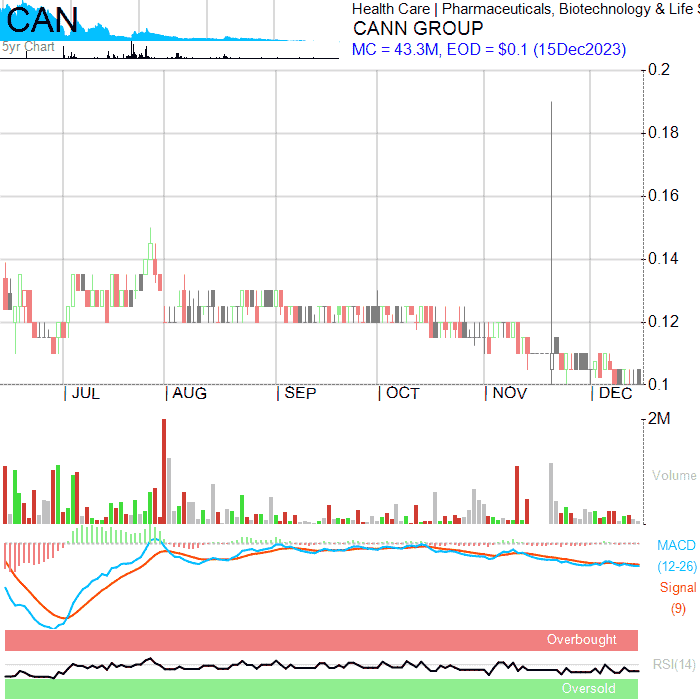 CAN
5yr Chart
Health Care | Pharmaceuticals, Biotechnology & Life S
CANN GROUP
MC = 43.3M, EOD = $0.1 (15Dec2023)
0.2
0.18
0.16
0.14
0.12
0.1
| JUL | AUG | SEP | OCT | NOV | DEC
2M
Volume
MACD
(12-26)
Signal
(9)
Overbought
RSI(14)
Oversold